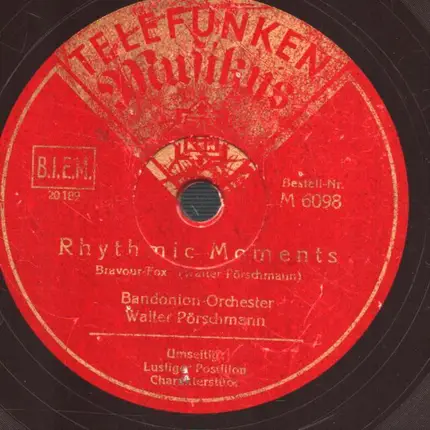 TELEFUNKEN
Musikus
B.I.E.M.
20189
Bestell-Nr.
M 6098
Rhythmic Moments
Bravour-Fox (Walter Pörschmann)
Bandonion-Orchester
Walter Pörschmann
Umseitig:
Lustiger Postillon
Charakterstück